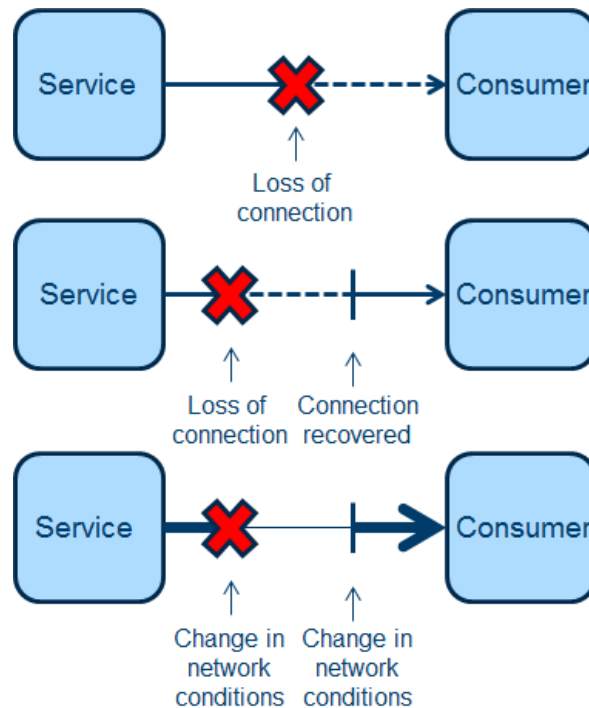 Service
Consumer
Loss of
connection
Service
Consumer
Loss of
connection
Connection
recovered
Service
Consumer
Change in
network
conditions
Change in
network
conditions